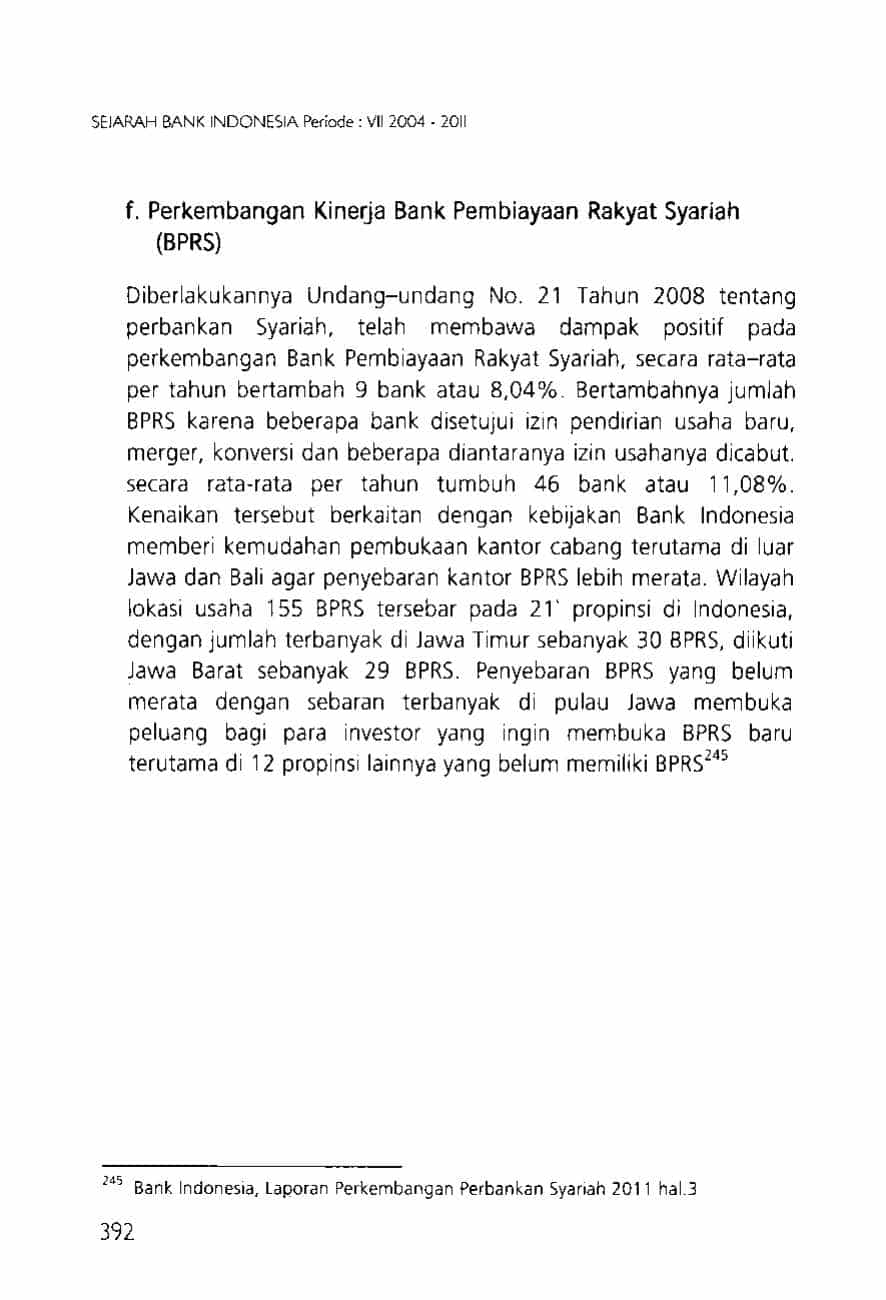 SEJARAH BANK INDONESIA Periode : VII 2004 - 2011
f. Perkembangan Kinerja Bank Pembiayaan Rakyat Syariah
(BPRS)
Diberlakukannya Undang–undang No. 21 Tahun 2008 tentang
perbankan Syariah, telah membawa dampak positif pada
perkembangan Bank Pembiayaan Rakyat Syariah, secara rata–rata
per tahun bertambah 9 bank atau 8,04%. Bertambahnya jumlah
BPRS karena beberapa bank disetujui izin pendirian usaha baru,
merger, konversi dan beberapa diantaranya izin usahanya dicabut.
secara rata-rata per tahun tumbuh 46 bank atau 11,08%.
Kenaikan tersebut berkaitan dengan kebijakan Bank Indonesia
memberi kemudahan pembukaan kantor cabang terutama di luar
Jawa dan Bali agar penyebaran kantor BPRS lebih merata. Wilayah
lokasi usaha 155 BPRS tersebar pada 21` propinsi di Indonesia,
dengan jumlah terbanyak di Jawa Timur sebanyak 30 BPRS, diikuti
Jawa Barat sebanyak 29 BPRS. Penyebaran BPRS yang belum
merata dengan sebaran terbanyak di pulau Jawa membuka
peluang bagi para investor yang ingin membuka BPRS baru
terutama di 12 propinsi lainnya yang belum memiliki BPRS²⁴⁵
²⁴⁵ Bank Indonesia, Laporan Perkembangan Perbankan Syariah 2011 hal.3
392